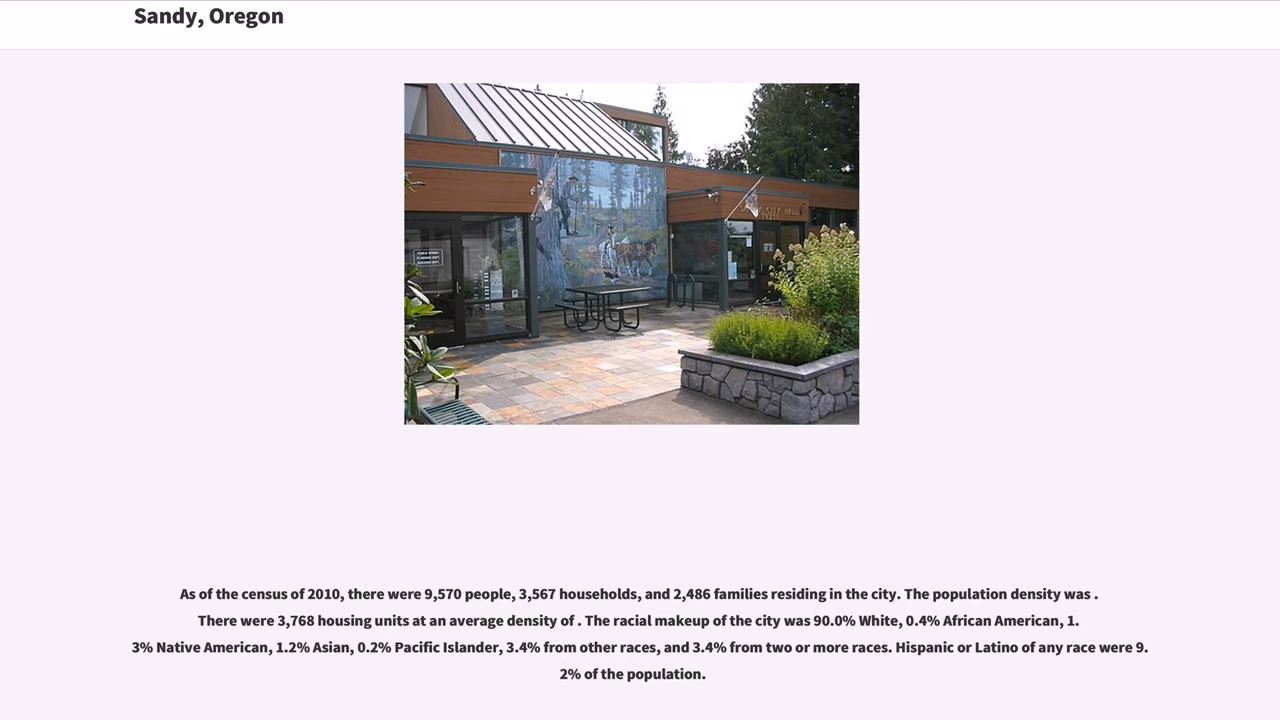 Sandy, Oregon
CITY HALL
As of the census of 2010, there were 9,570 people, 3,567 households, and 2,486 families residing in the city. The population density was .
There were 3,768 housing units at an average density of . The racial makeup of the city was 90.0% White, 0.4% African American, 1.
3% Native American, 1.2% Asian, 0.2% Pacific Islander, 3.4% from other races, and 3.4% from two or more races. Hispanic or Latino of any race were 9.
2% of the population.